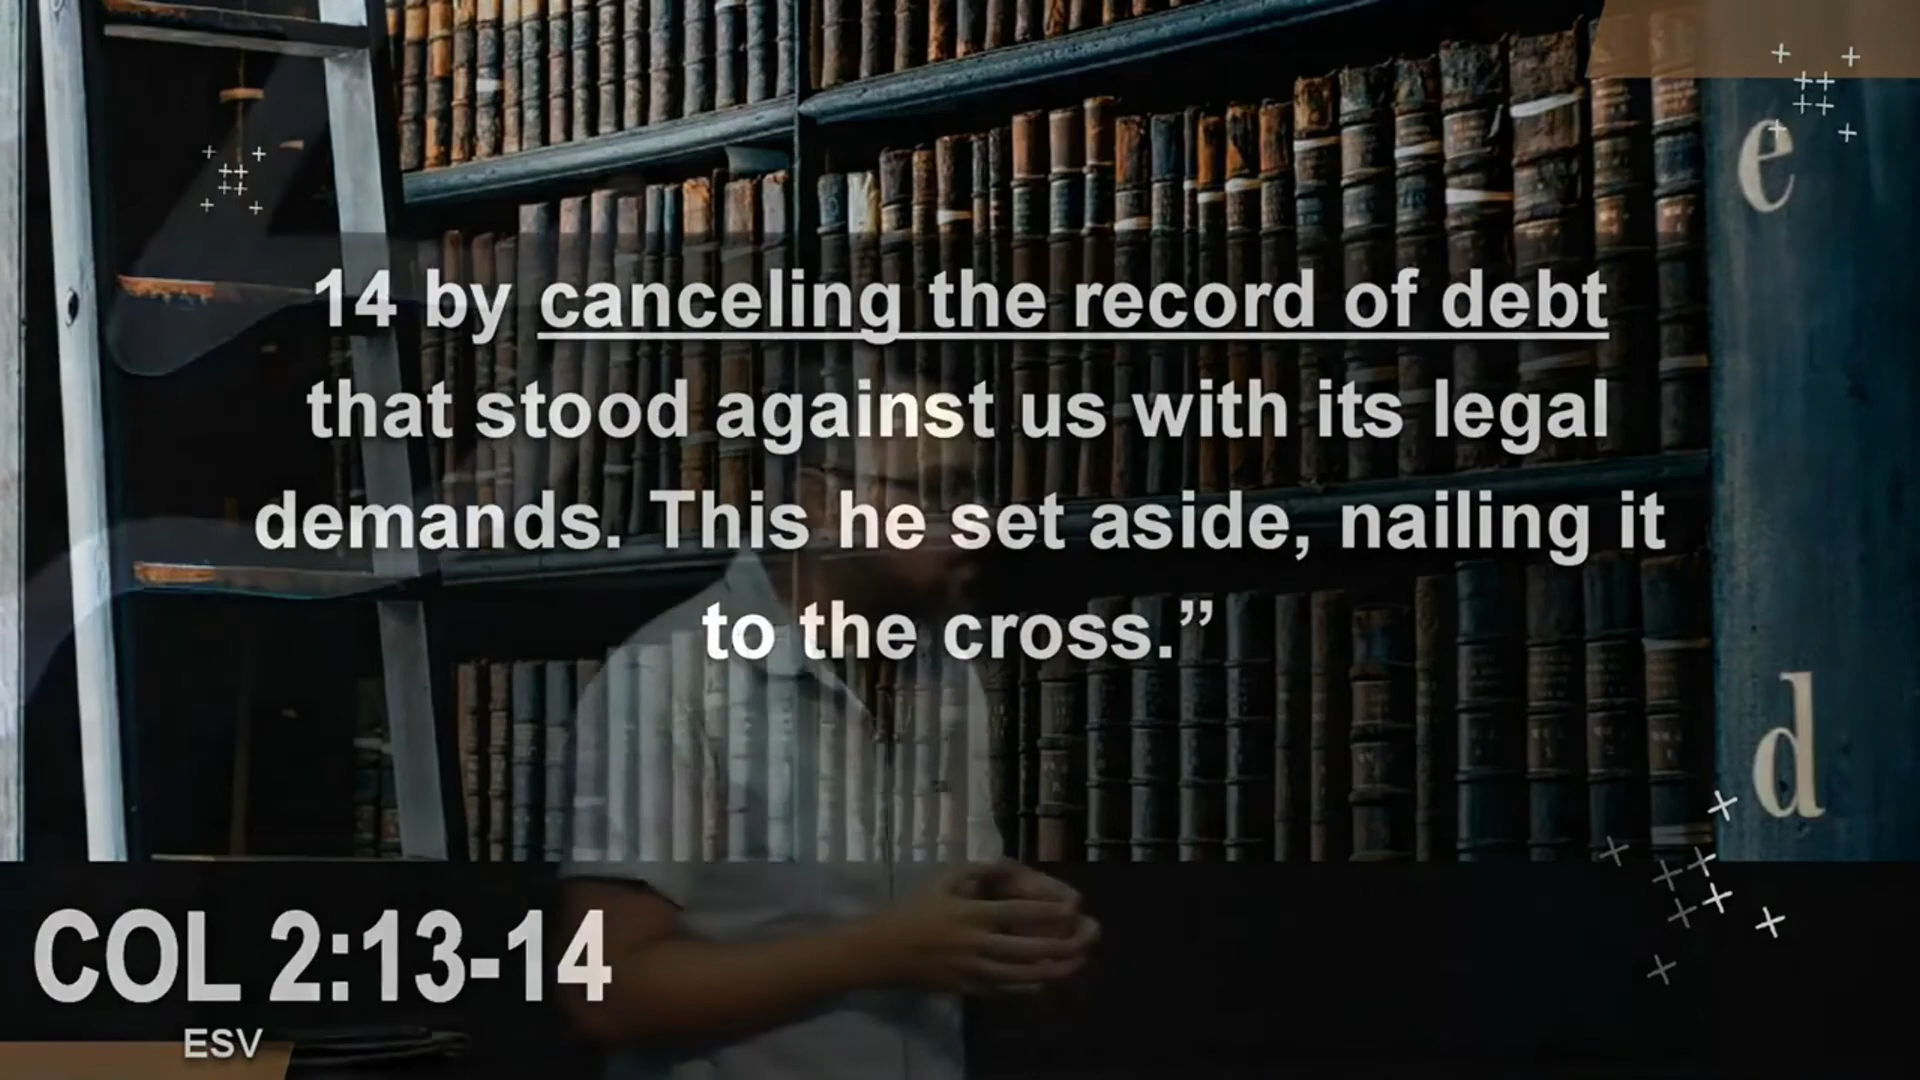 14 by canceling the record of debt
that stood against us with its legal
demands. This he set aside, nailing it
to the cross.”
COL 2:13-14
ESV
e
d